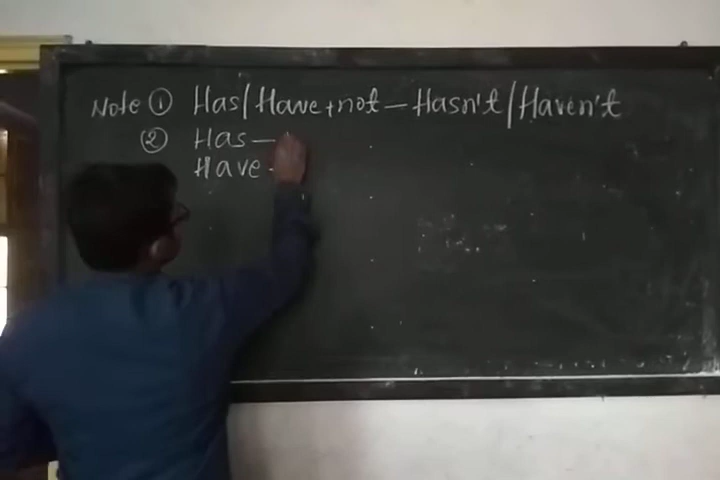 Note ① Has/Have+not – Hasn't/Haven't
② Has –
Have -